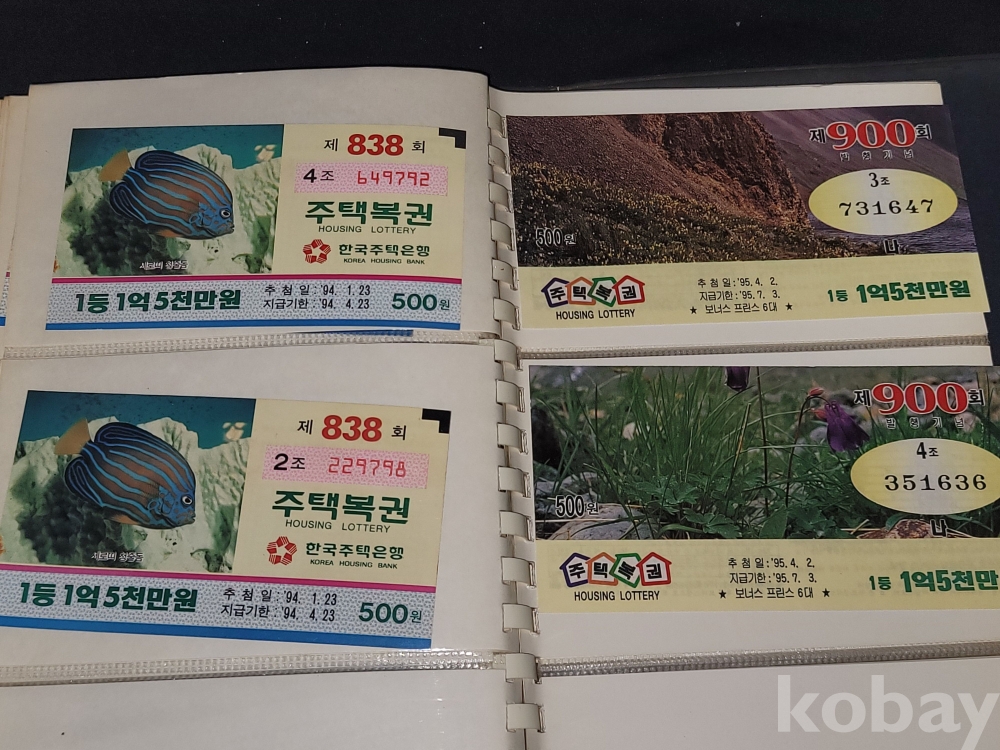 제 838 회
4조 649792
주택복권
HOUSING LOTTERY
한국주택은행
KOREA HOUSING BANK
1등 1억 5천만원
추 첨 일 : '94. 1. 23
지급기한 : '94. 4. 23
500원
제 838 회
2조 229798
주택복권
HOUSING LOTTERY
한국주택은행
KOREA HOUSING BANK
1등 1억 5천만원
추 첨 일 : '94. 1. 23
지급기한 : '94. 4. 23
500원
제900회
발행기념
3조
731647
나
500원
주택복권
HOUSING LOTTERY
추 첨 일 : '95. 4. 2.
지급기한 : '95. 7. 3.
★ 보너스 프린스 6대 ★
1등 1억5천만원
제900회
발행기념
4조
351636
나
500원
주택복권
HOUSING LOTTERY
추 첨 일 : '95. 4. 2.
지급기한 : '95. 7. 3.
★ 보너스 프린스 6대 ★
1등 1억5천만
kobay